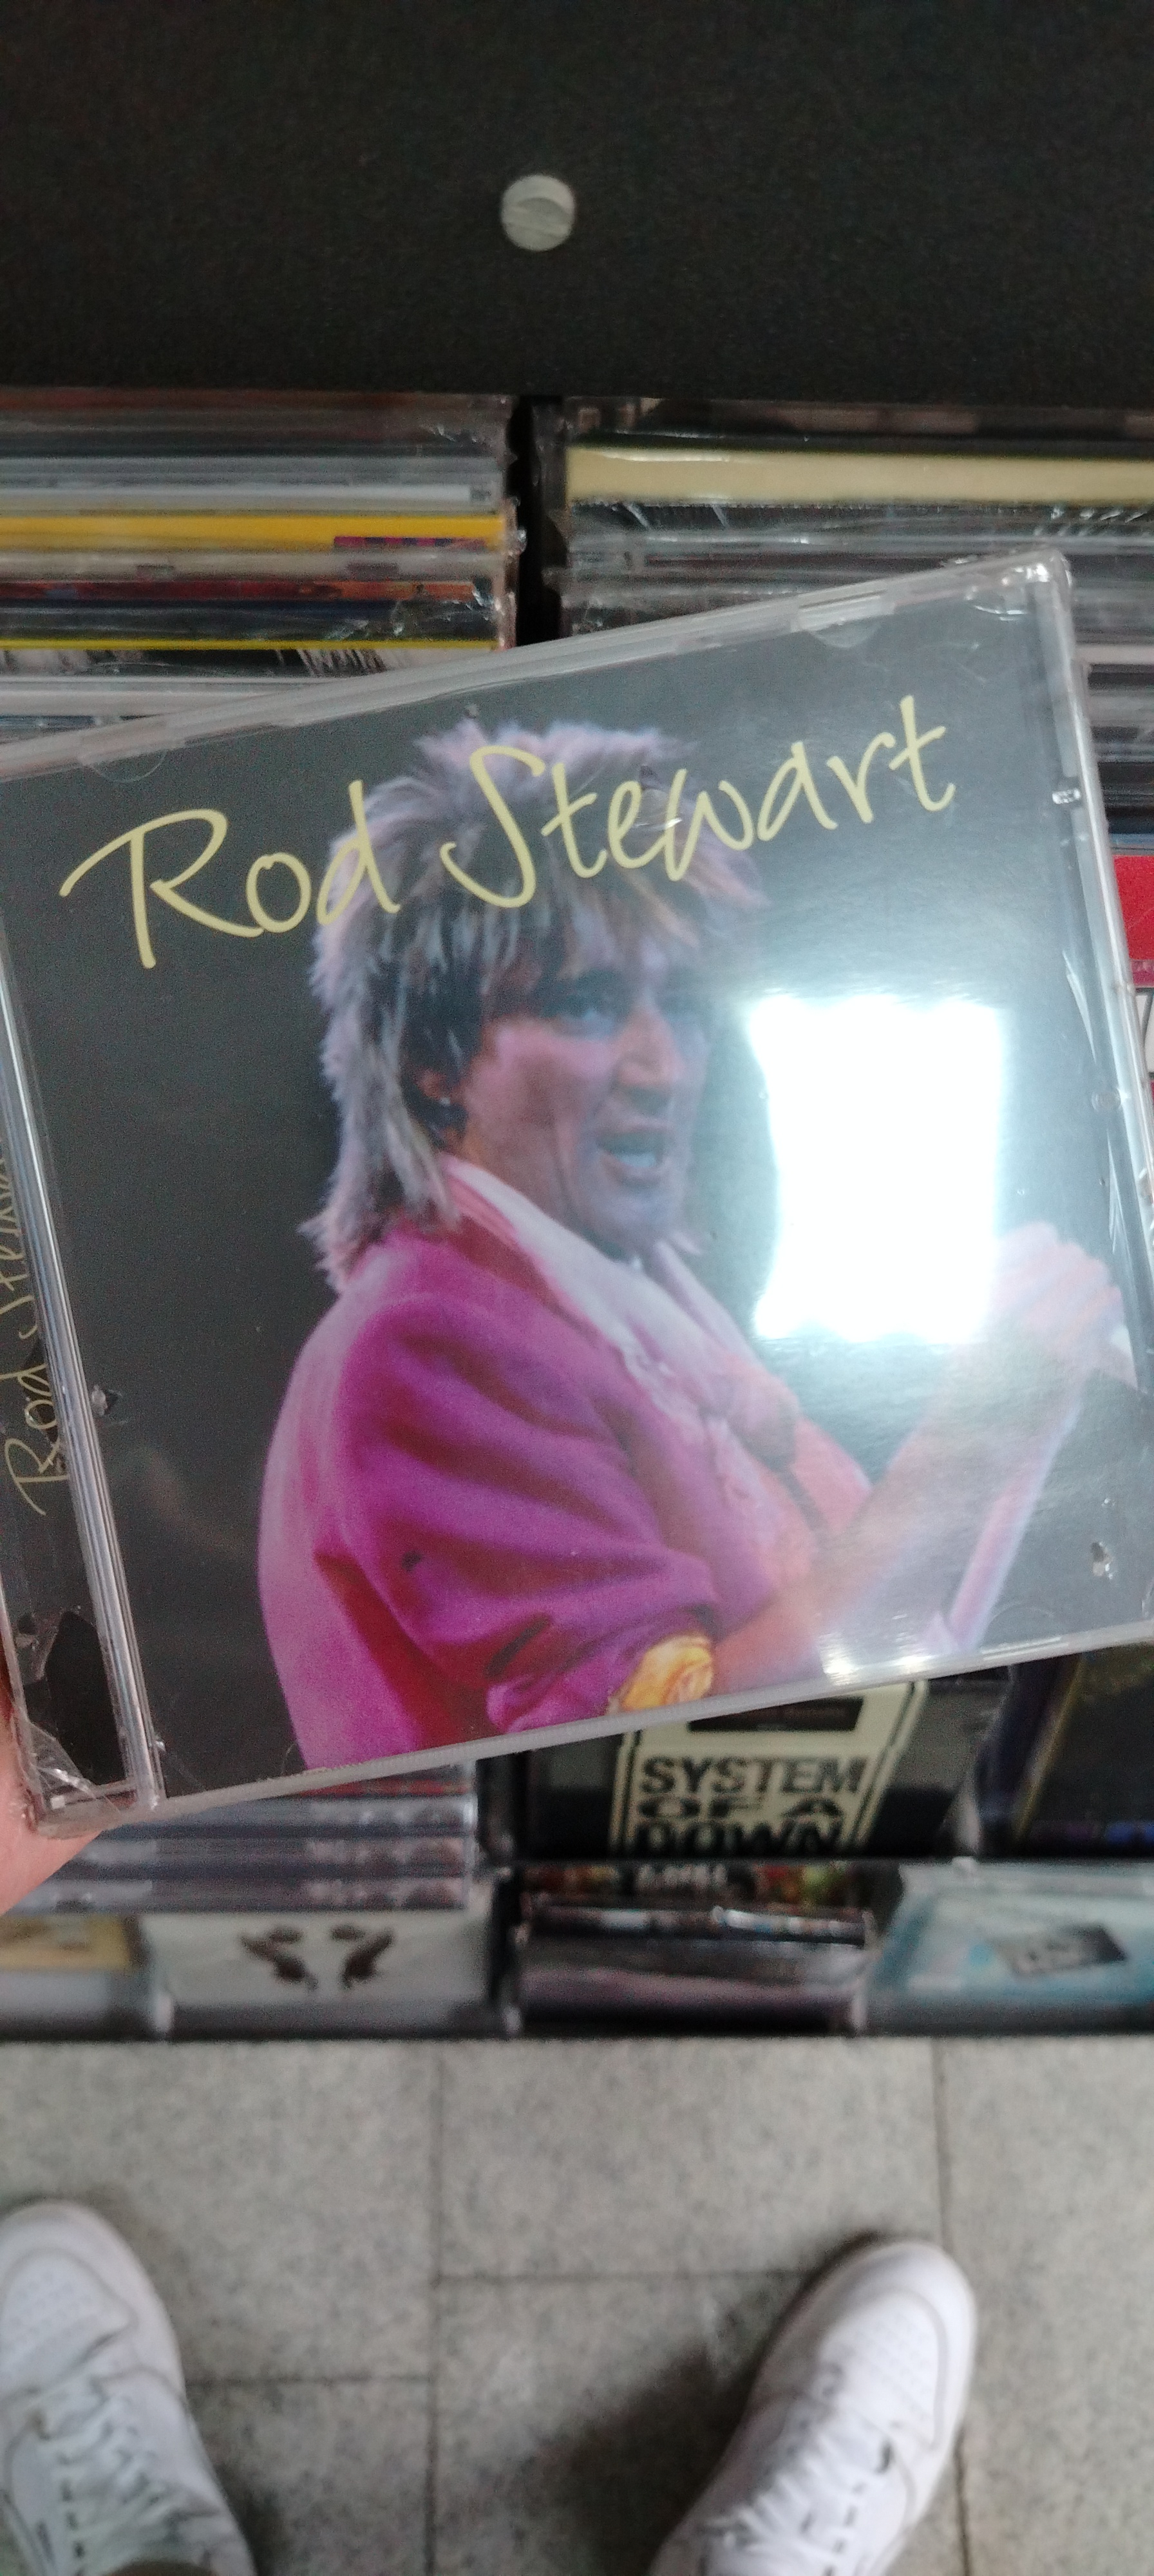 Rod Stewart
Rod Stewart
SYSTEM
OF A
DOWN